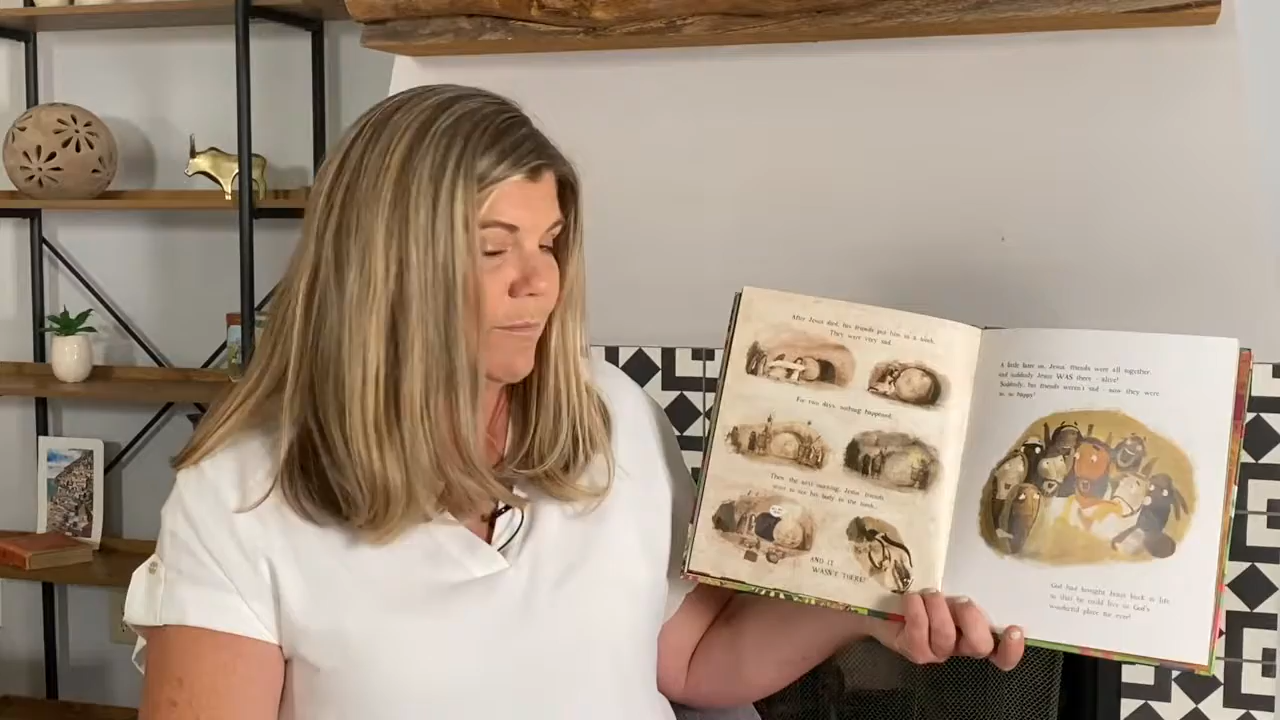 After Jesus died, his friends put him in a tomb.
They were very sad.
For two days nothing happened.
Then the next morning, Jesus' friends
went to see his body in the tomb...
AND IT
WASN'T THERE!
A little later on, Jesus' friends were all together,
and suddenly Jesus WAS there – alive!
Suddenly, his friends weren't sad – now they were
so so happy!
God had brought Jesus back to life
so that he could live in God's
wonderful place for ever!